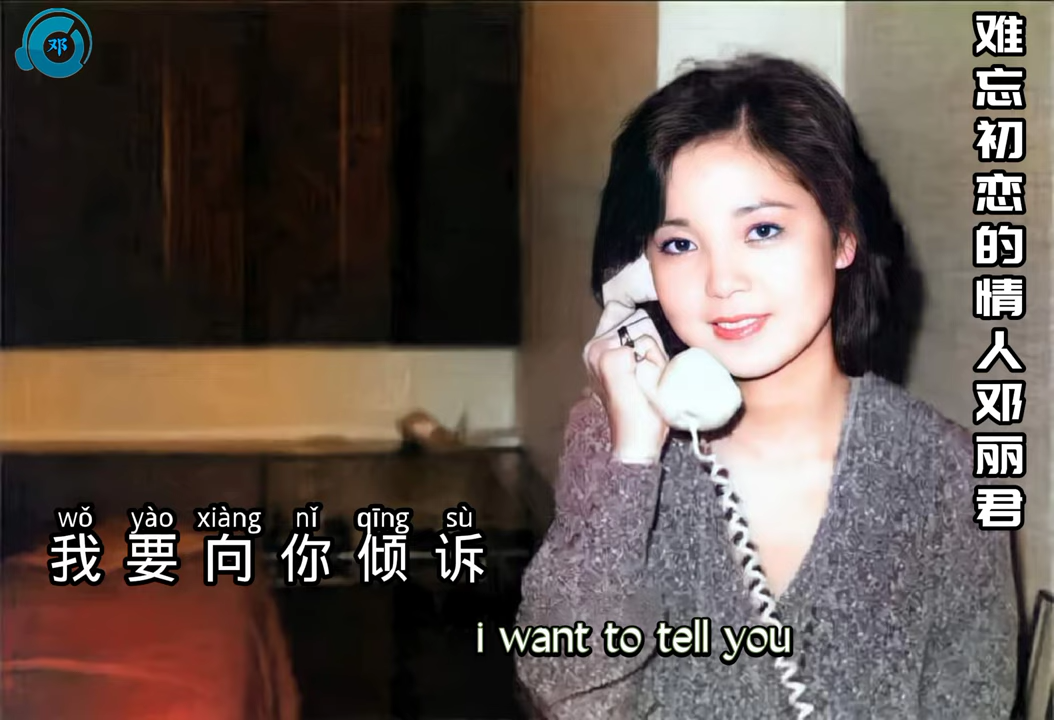 邓
难忘初恋的情人邓丽君
wǒ yào xiàng nǐ qīng sù
我要向你倾诉
i want to tell you